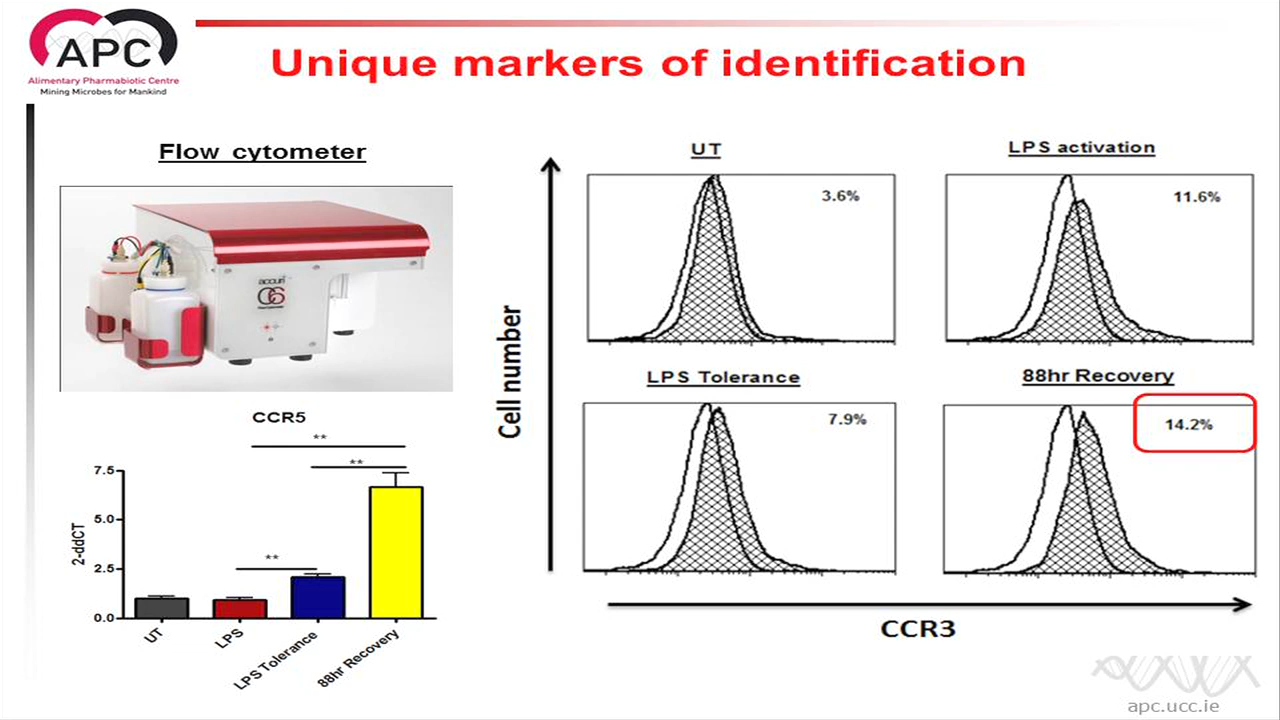 APC
Alimentary Pharmabiotic Centre
Mining Microbes for Mankind
Unique markers of identification
Flow cytometer
accuri
C6
CCR5
**
**
**
7.5
5.0
2.5
0.0
2-ddCT
UT
LPS
LPS Tolerance
88hr Recovery
Cell number
UT
3.6%
LPS activation
11.6%
LPS Tolerance
7.9%
88hr Recovery
14.2%
CCR3
apc.ucc.ie